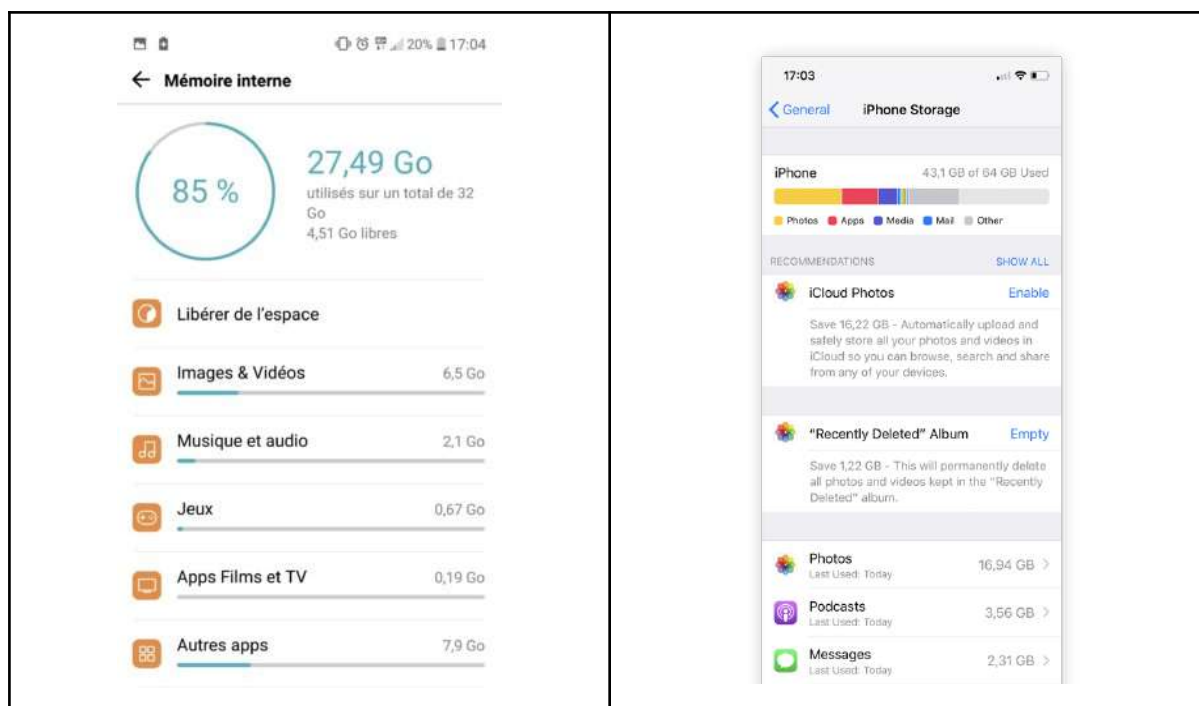 20% 17:04
Mémoire interne
85 %
27,49 Go
utilisés sur un total de 32
Go
4,51 Go libres
Libérer de l'espace
Images & Vidéos 6,5 Go
Musique et audio 2,1 Go
Jeux 0,67 Go
Apps Films et TV 0,19 Go
Autres apps 7,9 Go
17:03
General iPhone Storage
iPhone 43,1 GB of 64 GB Used
Photos Apps Media Mail Other
RECOMMENDATIONS SHOW ALL
iCloud Photos Enable
Save 16,22 GB - Automatically upload and
safely store all your photos and videos in
iCloud so you can browse, search and share
from any of your devices.
"Recently Deleted" Album Empty
Save 1,22 GB - This will permanently delete
all photos and videos kept in the "Recently
Deleted" album.
Photos 16,94 GB
Last Used: Today
Podcasts 3,56 GB
Last Used: Today
Messages 2,31 GB
Last Used: Today